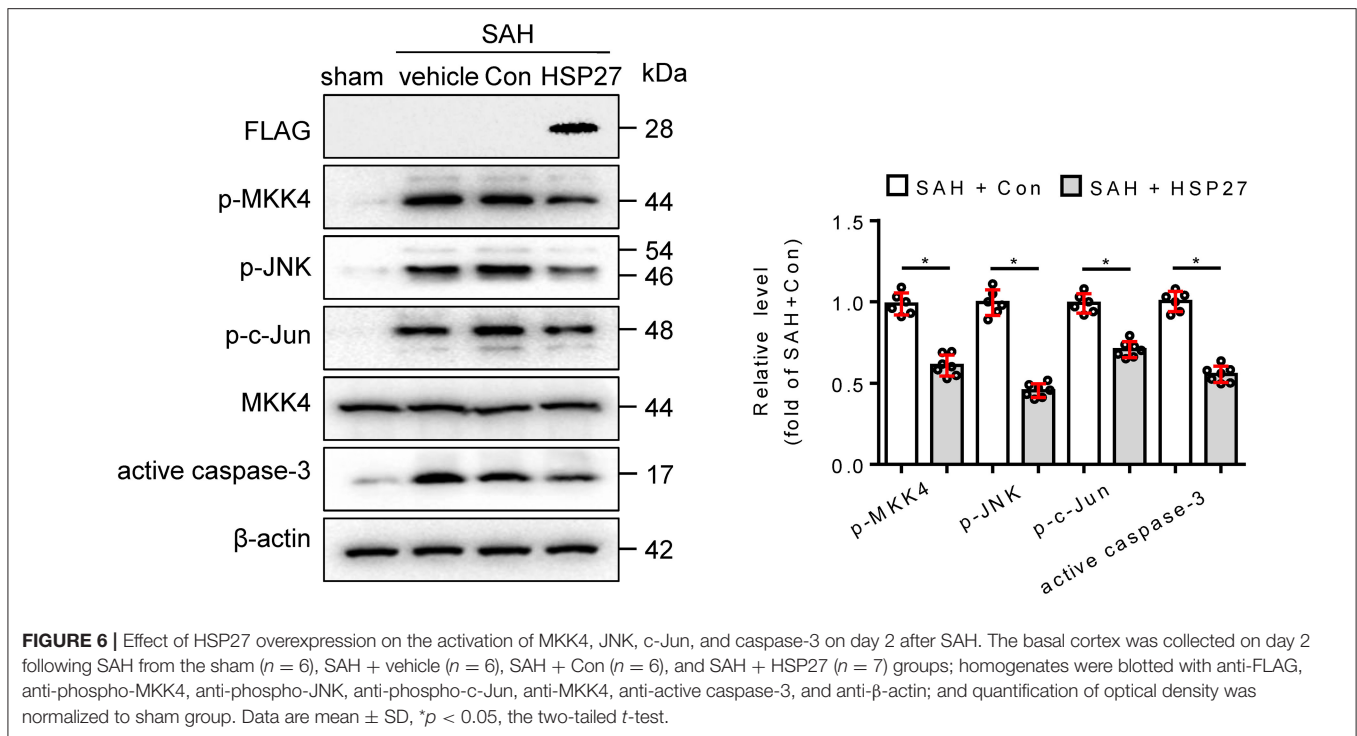 SAH
sham vehicle Con HSP27 kDa
FLAG 28
p-MKK4 44
p-JNK 54
46
p-c-Jun 48
MKK4 44
active caspase-3 17
β-actin 42
SAH + Con SAH + HSP27
Relative level
(fold of SAH+Con)
1.5
1.0
0.5
0.0
* * * *
p-MKK4 p-JNK p-c-Jun active caspase-3
FIGURE 6 | Effect of HSP27 overexpression on the activation of MKK4, JNK, c-Jun, and caspase-3 on day 2 after SAH. The basal cortex was collected on day 2
following SAH from the sham (n = 6), SAH + vehicle (n = 6), SAH + Con (n = 6), and SAH + HSP27 (n = 7) groups; homogenates were blotted with anti-FLAG,
anti-phospho-MKK4, anti-phospho-JNK, anti-phospho-c-Jun, anti-MKK4, anti-active caspase-3, and anti-β-actin; and quantification of optical density was
normalized to sham group. Data are mean ± SD, *p < 0.05, the two-tailed t-test.